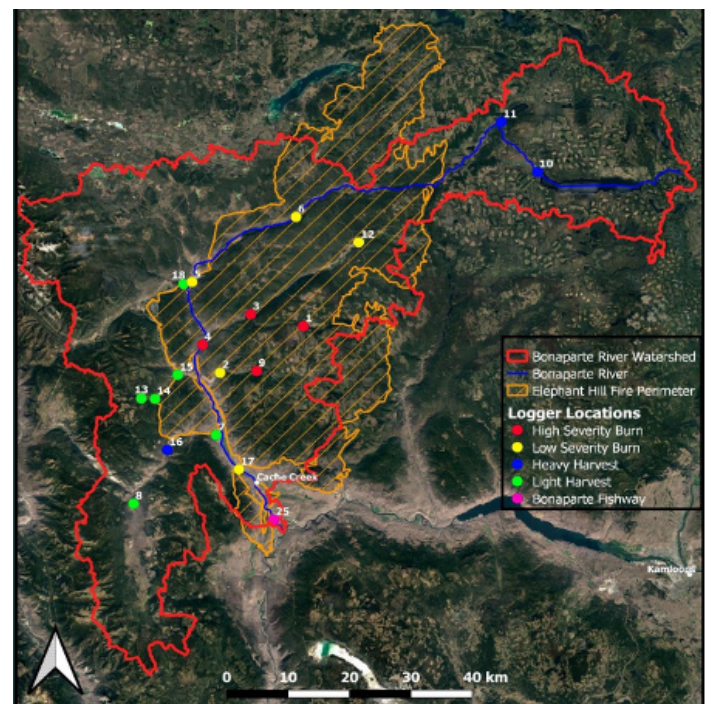 11
10
6
12
18
5
3
1
4
15
2
9
13
14
7
16
17
Cache Creek
8
25
Bonaparte River Watershed
Bonaparte River
Elephant Hill Fire Perimeter
Logger Locations
High Severity Burn
Low Severity Burn
Heavy Harvest
Light Harvest
Bonaparte Fishway
Kamloops
0 10 20 30 40 km